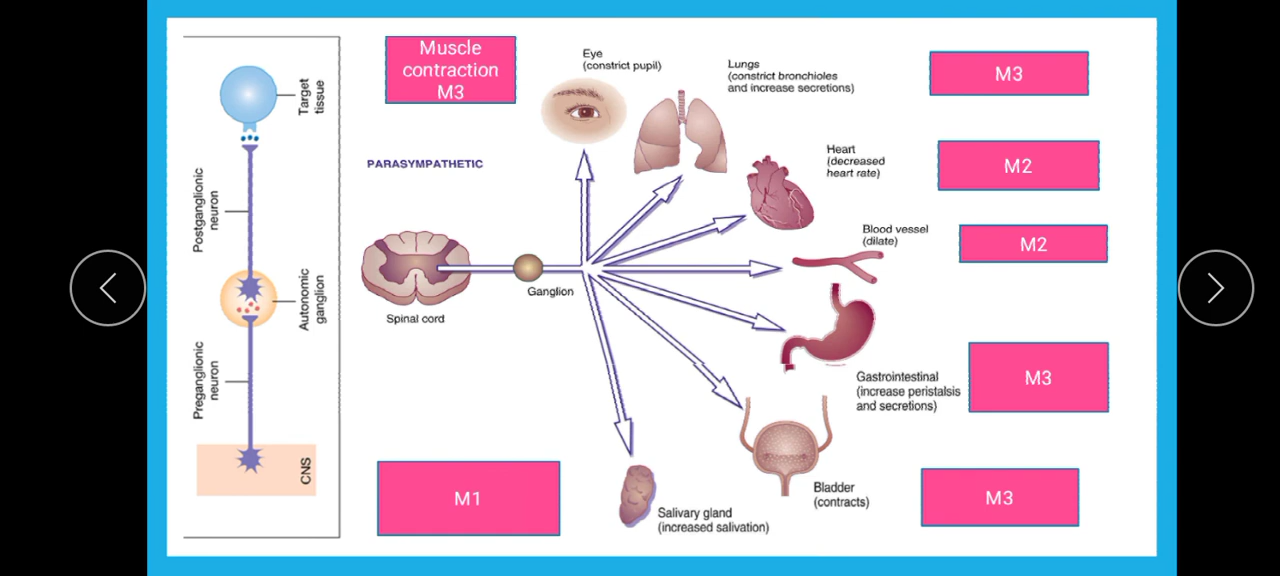 Target
tissue
Postganglionic
neuron
Autonomic
ganglion
Preganglionic
neuron
CNS
Muscle
contraction
M3
PARASYMPATHETIC
Spinal cord
Ganglion
Eye
(constrict pupil)
Lungs
(constrict bronchioles
and increase secretions)
M3
Heart
(decreased
heart rate)
M2
Blood vessel
(dilate)
M2
Gastrointestinal
(increase peristalsis
and secretions)
M3
Bladder
(contracts)
M3
Salivary gland
(increased salivation)
M1